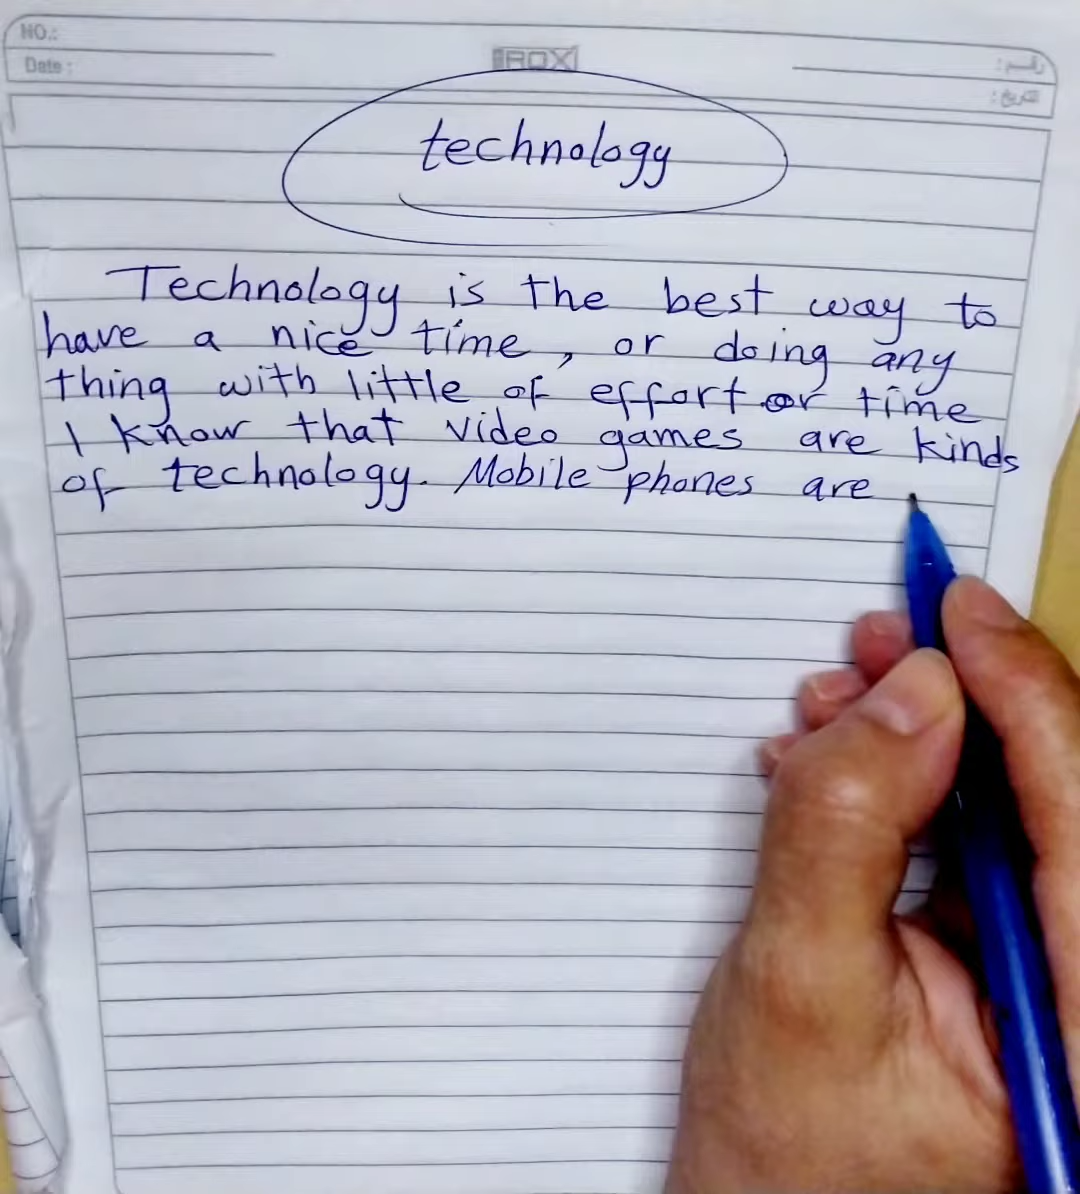 NO.:
ROX
رقم :
Date :
التاريخ :
technology
Technology is the best way to
have a nice time, or doing any
thing with little of effort or time
I know that video games are kinds
of technology. Mobile phones are